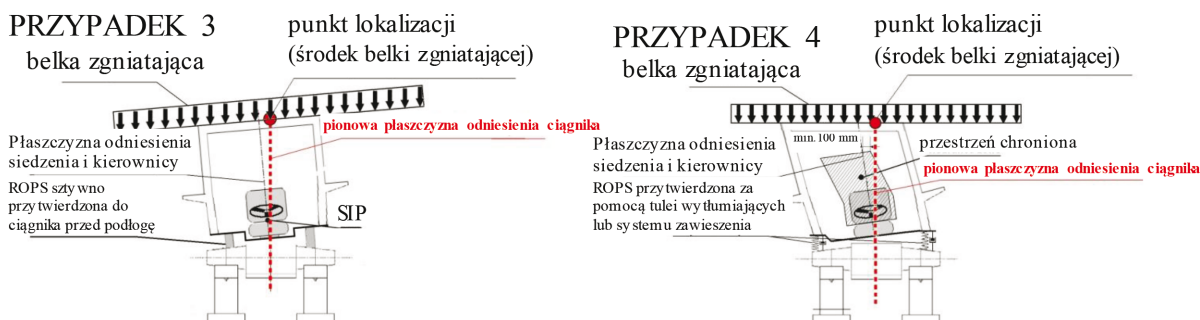 PRZYPADEK 3
belka zgniatająca
punkt lokalizacji
(środek belki zgniatającej)
pionowa płaszczyzna odniesienia ciągnika
Płaszczyzna odniesienia
siedzenia i kierownicy
ROPS sztywno
przytwierdzona do
ciągnika przed podłogę
SIP
PRZYPADEK 4
belka zgniatająca
punkt lokalizacji
(środek belki zgniatającej)
min. 100 mm
Płaszczyzna odniesienia
siedzenia i kierownicy
przestrzeń chroniona
pionowa płaszczyzna odniesienia ciągnika
ROPS przytwierdzona za
pomocą tulei wytłumiających
lub systemu zawieszenia